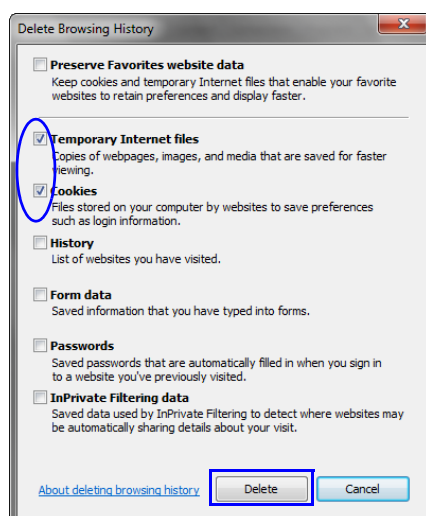 Delete Browsing History
x
Preserve Favorites website data
Keep cookies and temporary Internet files that enable your favorite
websites to retain preferences and display faster.
Temporary Internet files
Copies of webpages, images, and media that are saved for faster
viewing.
Cookies
Files stored on your computer by websites to save preferences
such as login information.
History
List of websites you have visited.
Form data
Saved information that you have typed into forms.
Passwords
Saved passwords that are automatically filled in when you sign in
to a website you've previously visited.
InPrivate Filtering data
Saved data used by InPrivate Filtering to detect where websites may
be automatically sharing details about your visit.
About deleting browsing history Delete Cancel